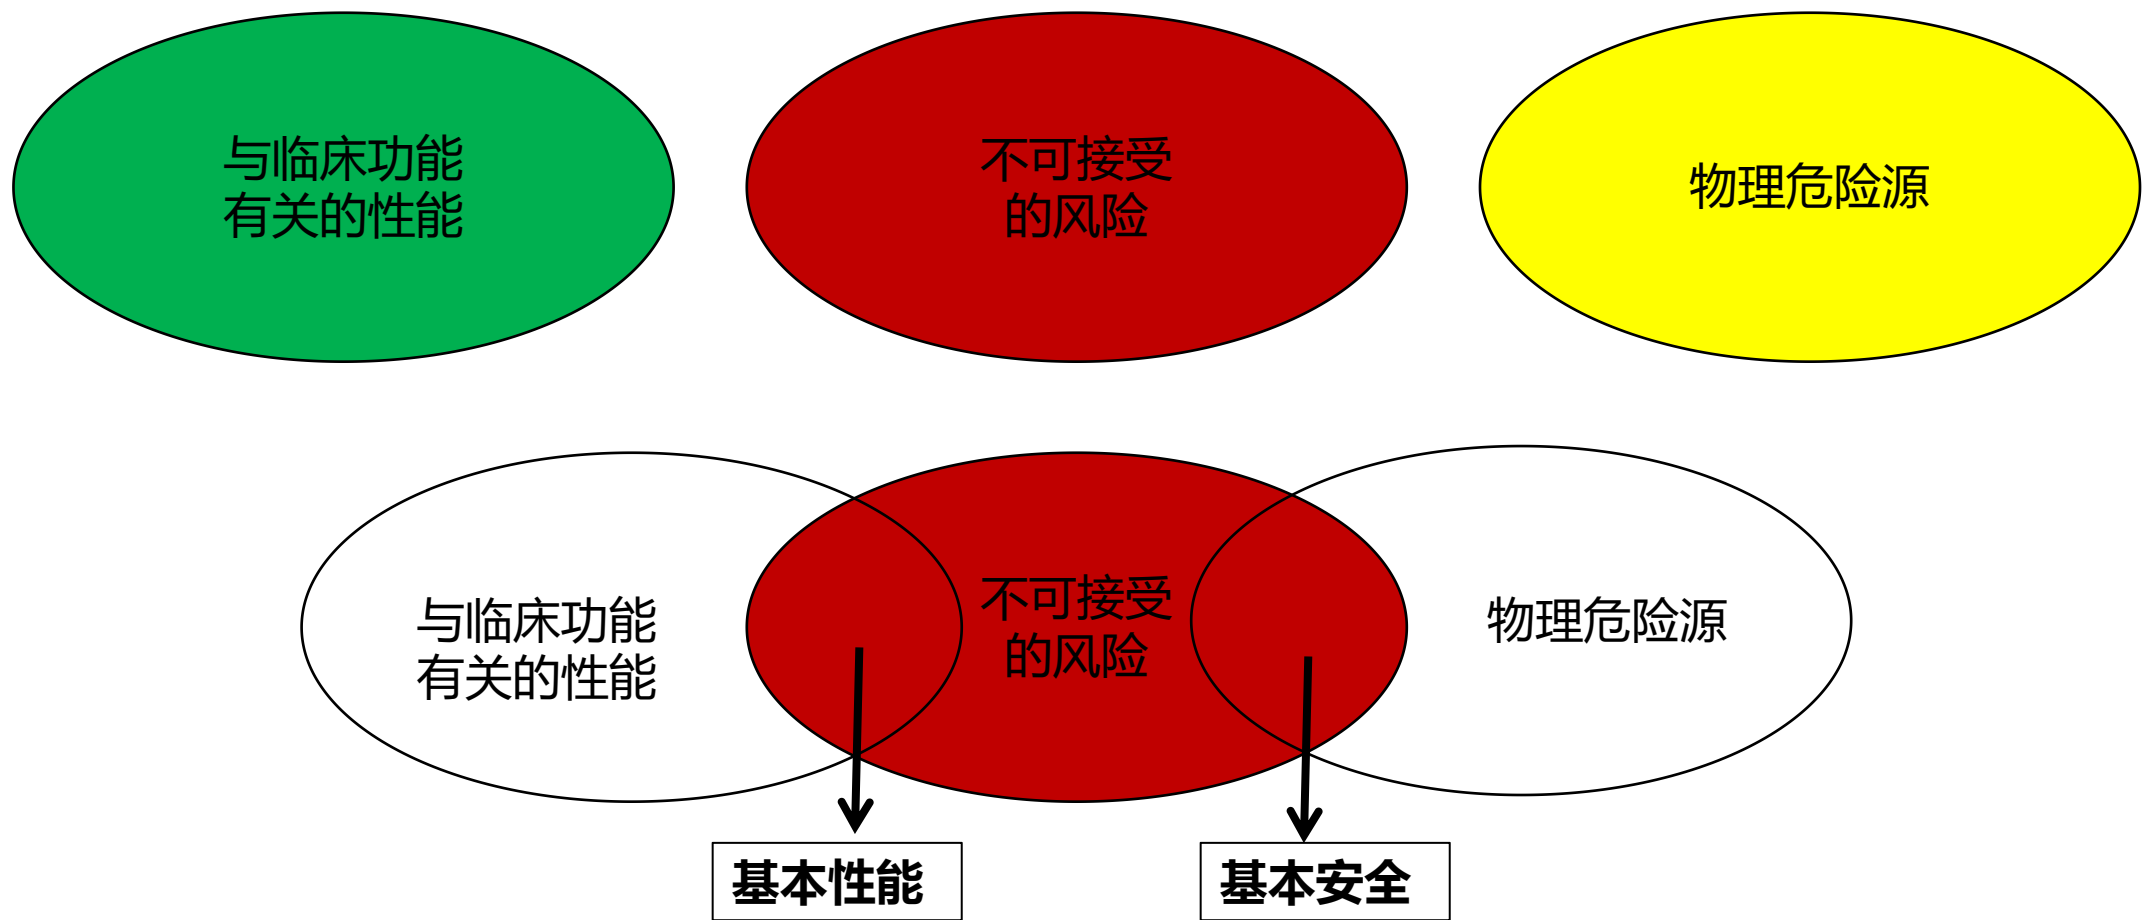 与临床功能
有关的性能
不可接受
的风险
物理危险源
与临床功能
有关的性能
不可接受
的风险
物理危险源
基本性能
基本安全